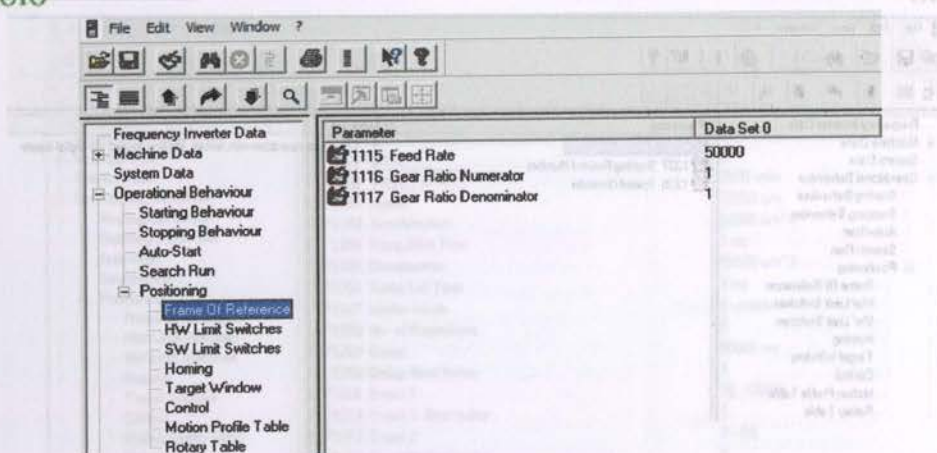 File Edit View Window ?
Parameter Data Set 0
1115 Feed Rate 50000
1116 Gear Ratio Numerator 1
1117 Gear Ratio Denominator 1
Frequency Inverter Data
Machine Data
System Data
Operational Behaviour
Starting Behaviour
Stopping Behaviour
Auto-Start
Search Run
Positioning
Frame Of Reference
HW Limit Switches
SW Limit Switches
Homing
Target Window
Control
Motion Profile Table
Rotary Table